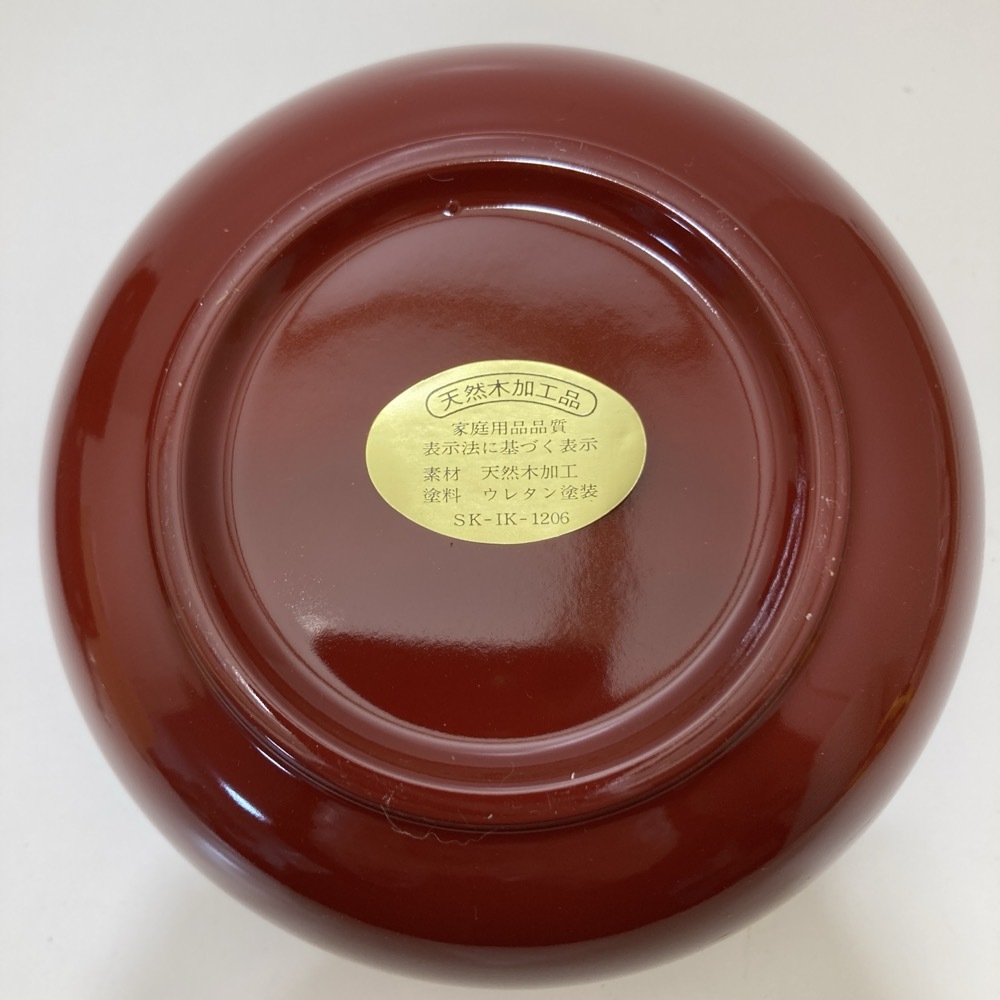 天然木加工品
家庭用品品質
表示法に基づく表示
素材　天然木加工
塗料　ウレタン塗装
SK-IK-1206